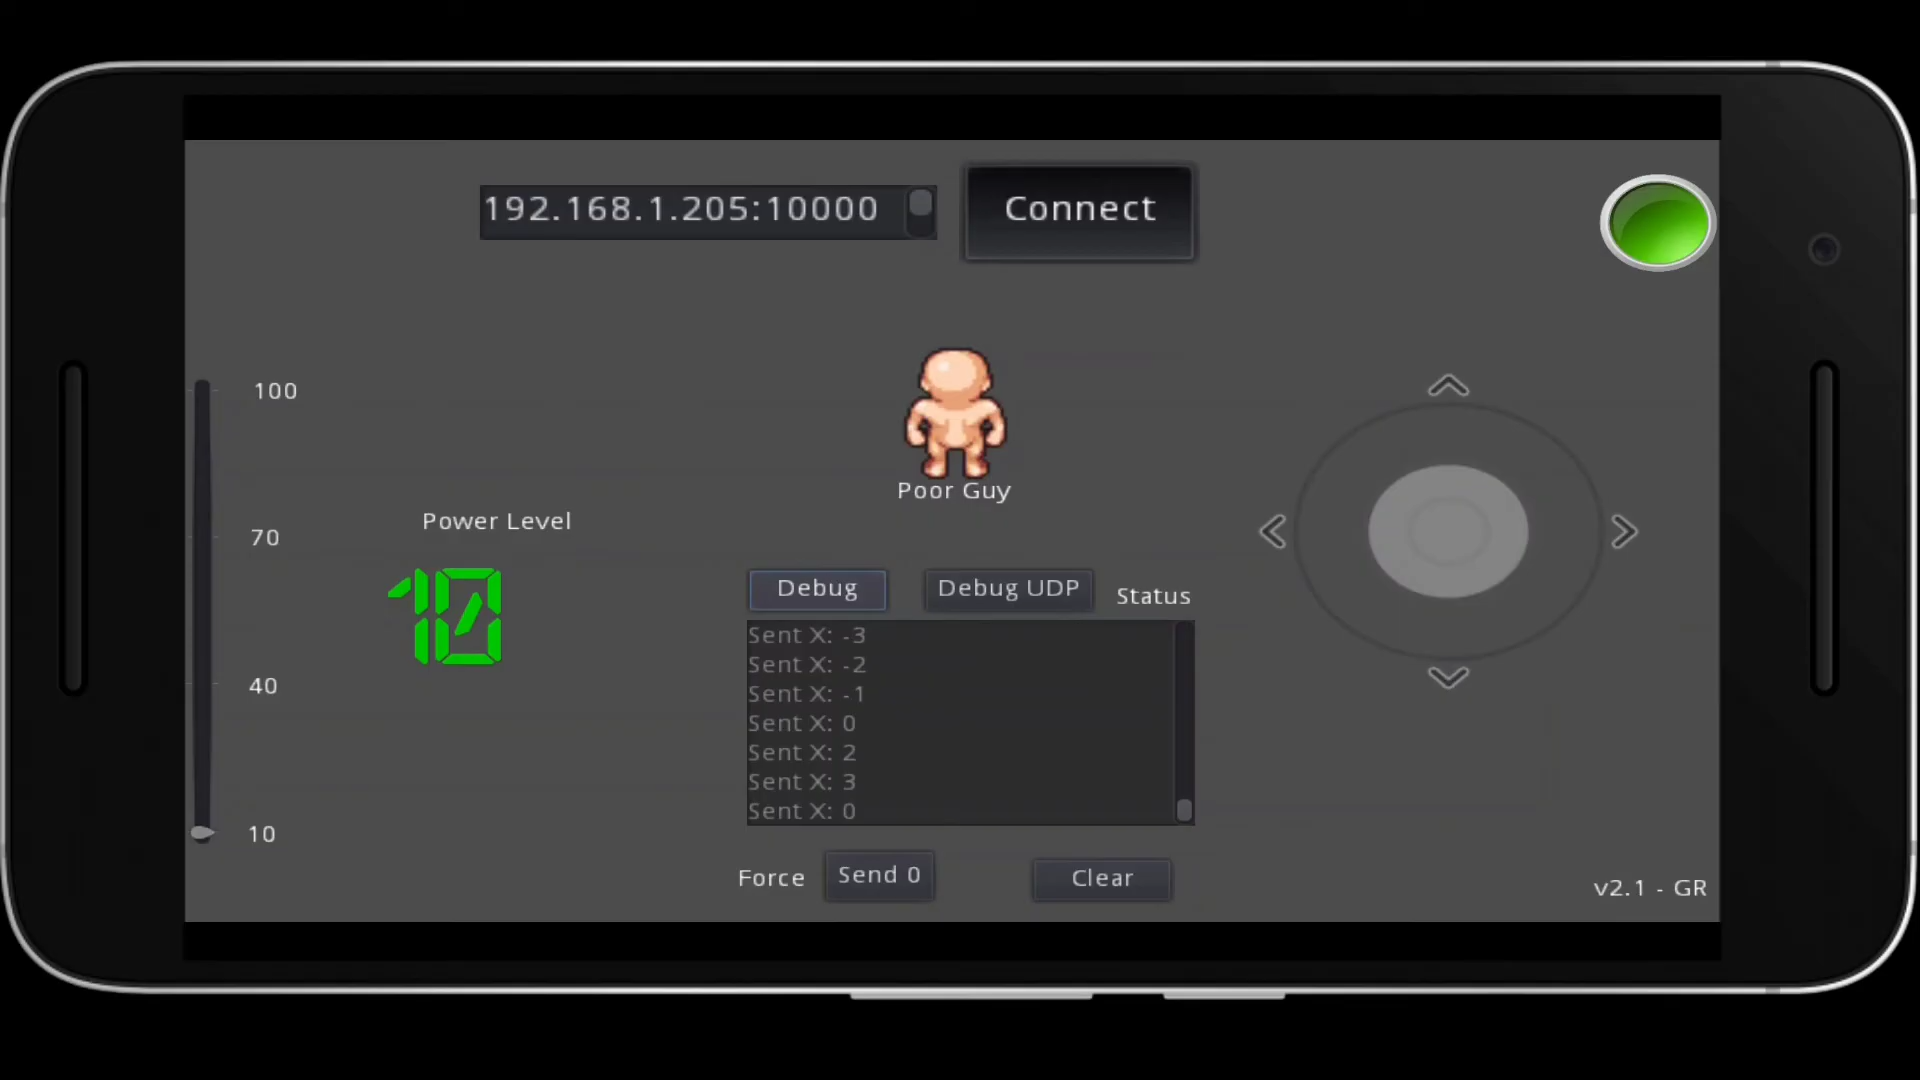 192.168.1.205:10000
Connect
100
70
40
10
Power Level
10
Poor Guy
Debug
Debug UDP
Status
Sent X: -3
Sent X: -2
Sent X: -1
Sent X: 0
Sent X: 2
Sent X: 3
Sent X: 0
Force
Send 0
Clear
v2.1 - GR